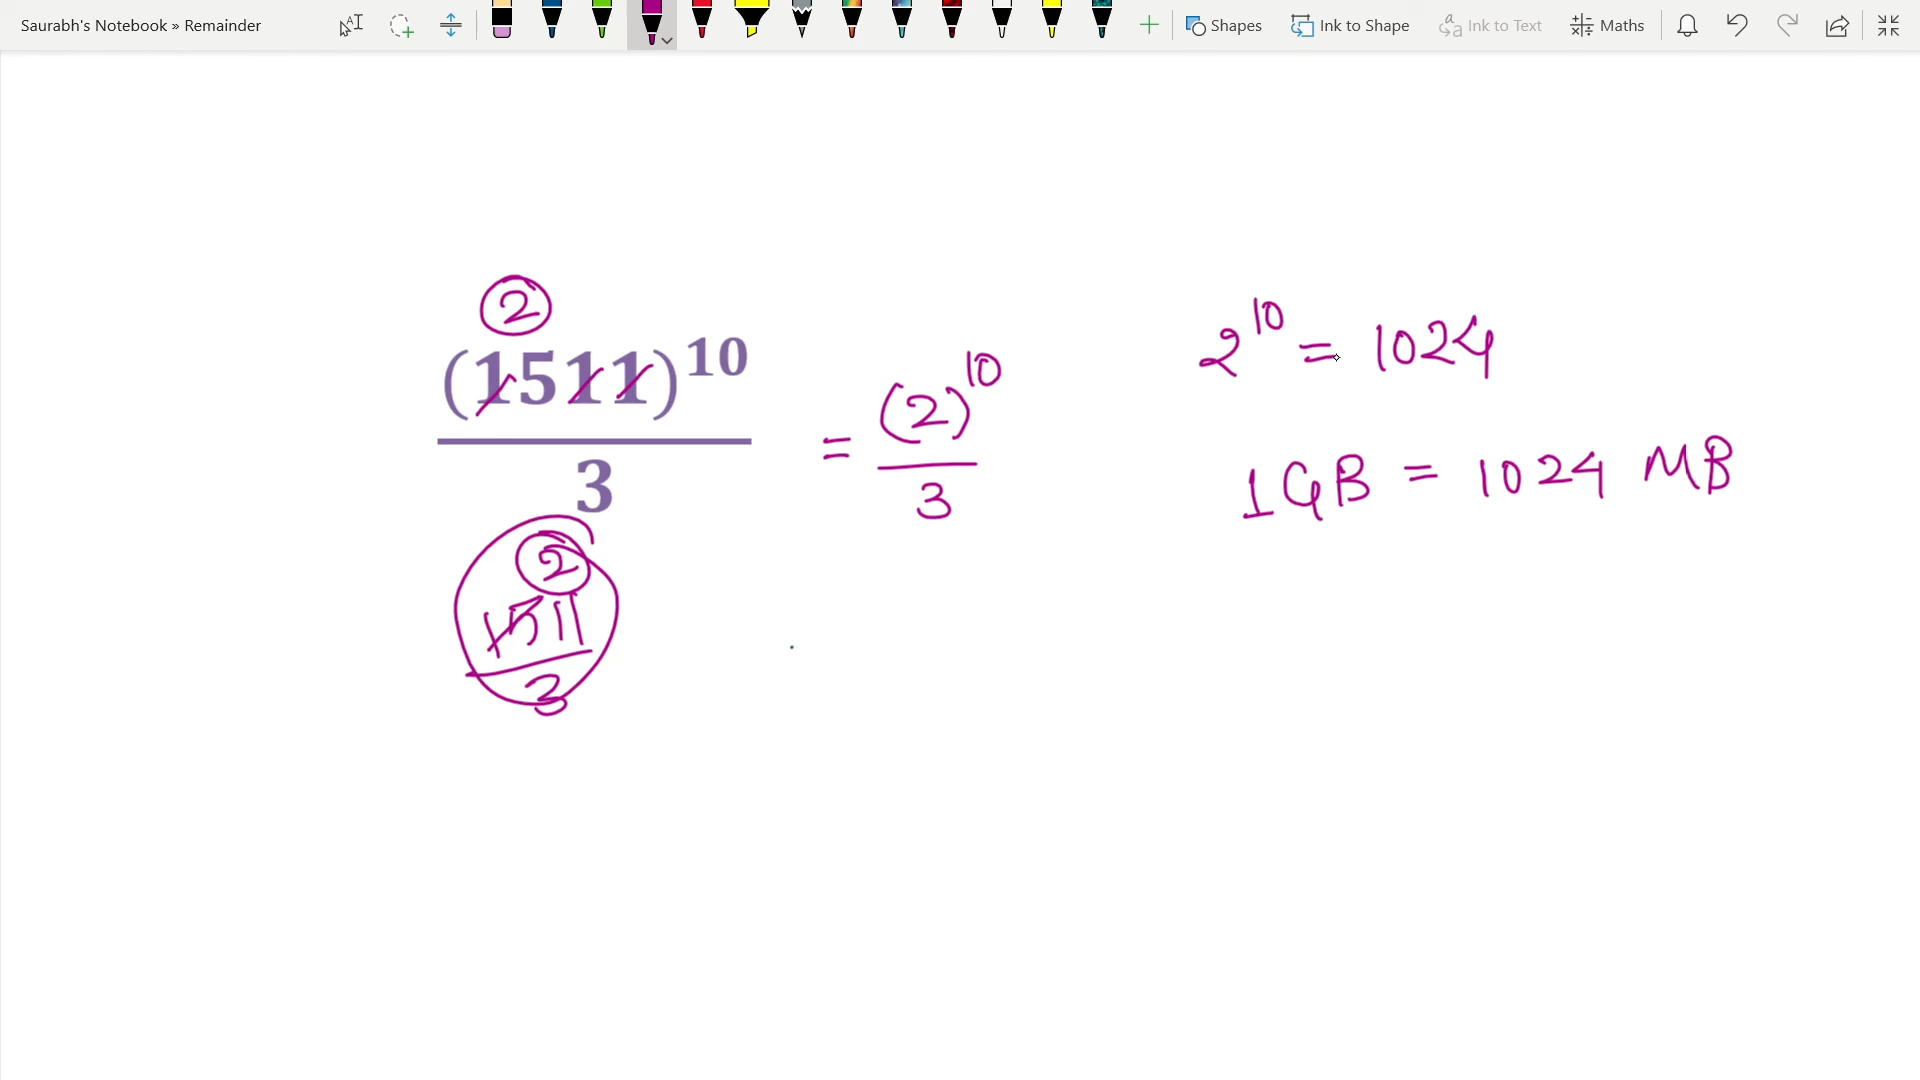 Saurabh's Notebook » Remainder
Shapes
Ink to Shape
Ink to Text
Maths
2
(1511)^10
3
= (2)^10
3
2
1511
3
2^10 = 1024
1GB = 1024 MB